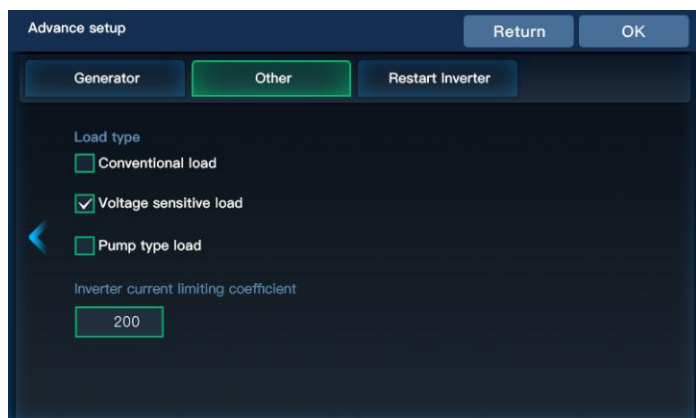 Advance setup
Return
OK
Generator
Other
Restart Inverter
Load type
Conventional load
Voltage sensitive load
Pump type load
Inverter current limiting coefficient
200